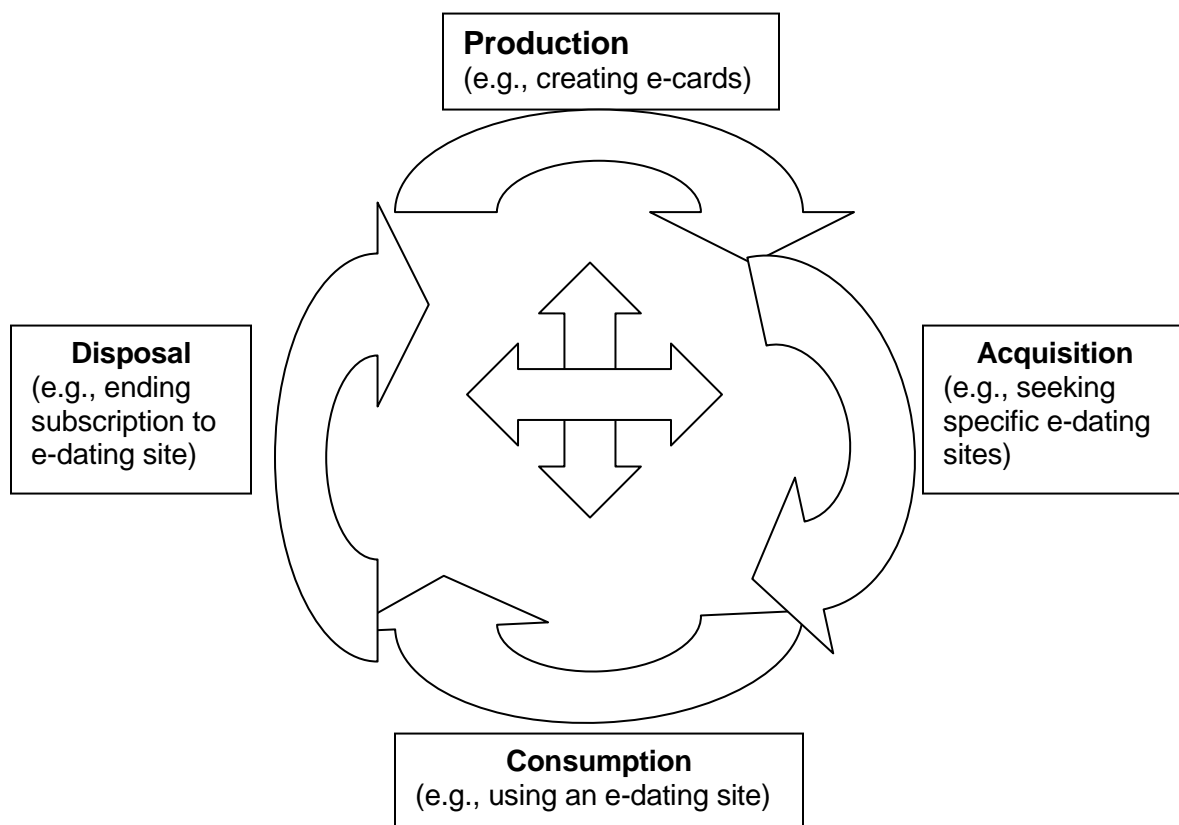 Production
(e.g., creating e-cards)
Disposal
(e.g., ending
subscription to
e-dating site)
Acquisition
(e.g., seeking
specific e-dating
sites)
Consumption
(e.g., using an e-dating site)